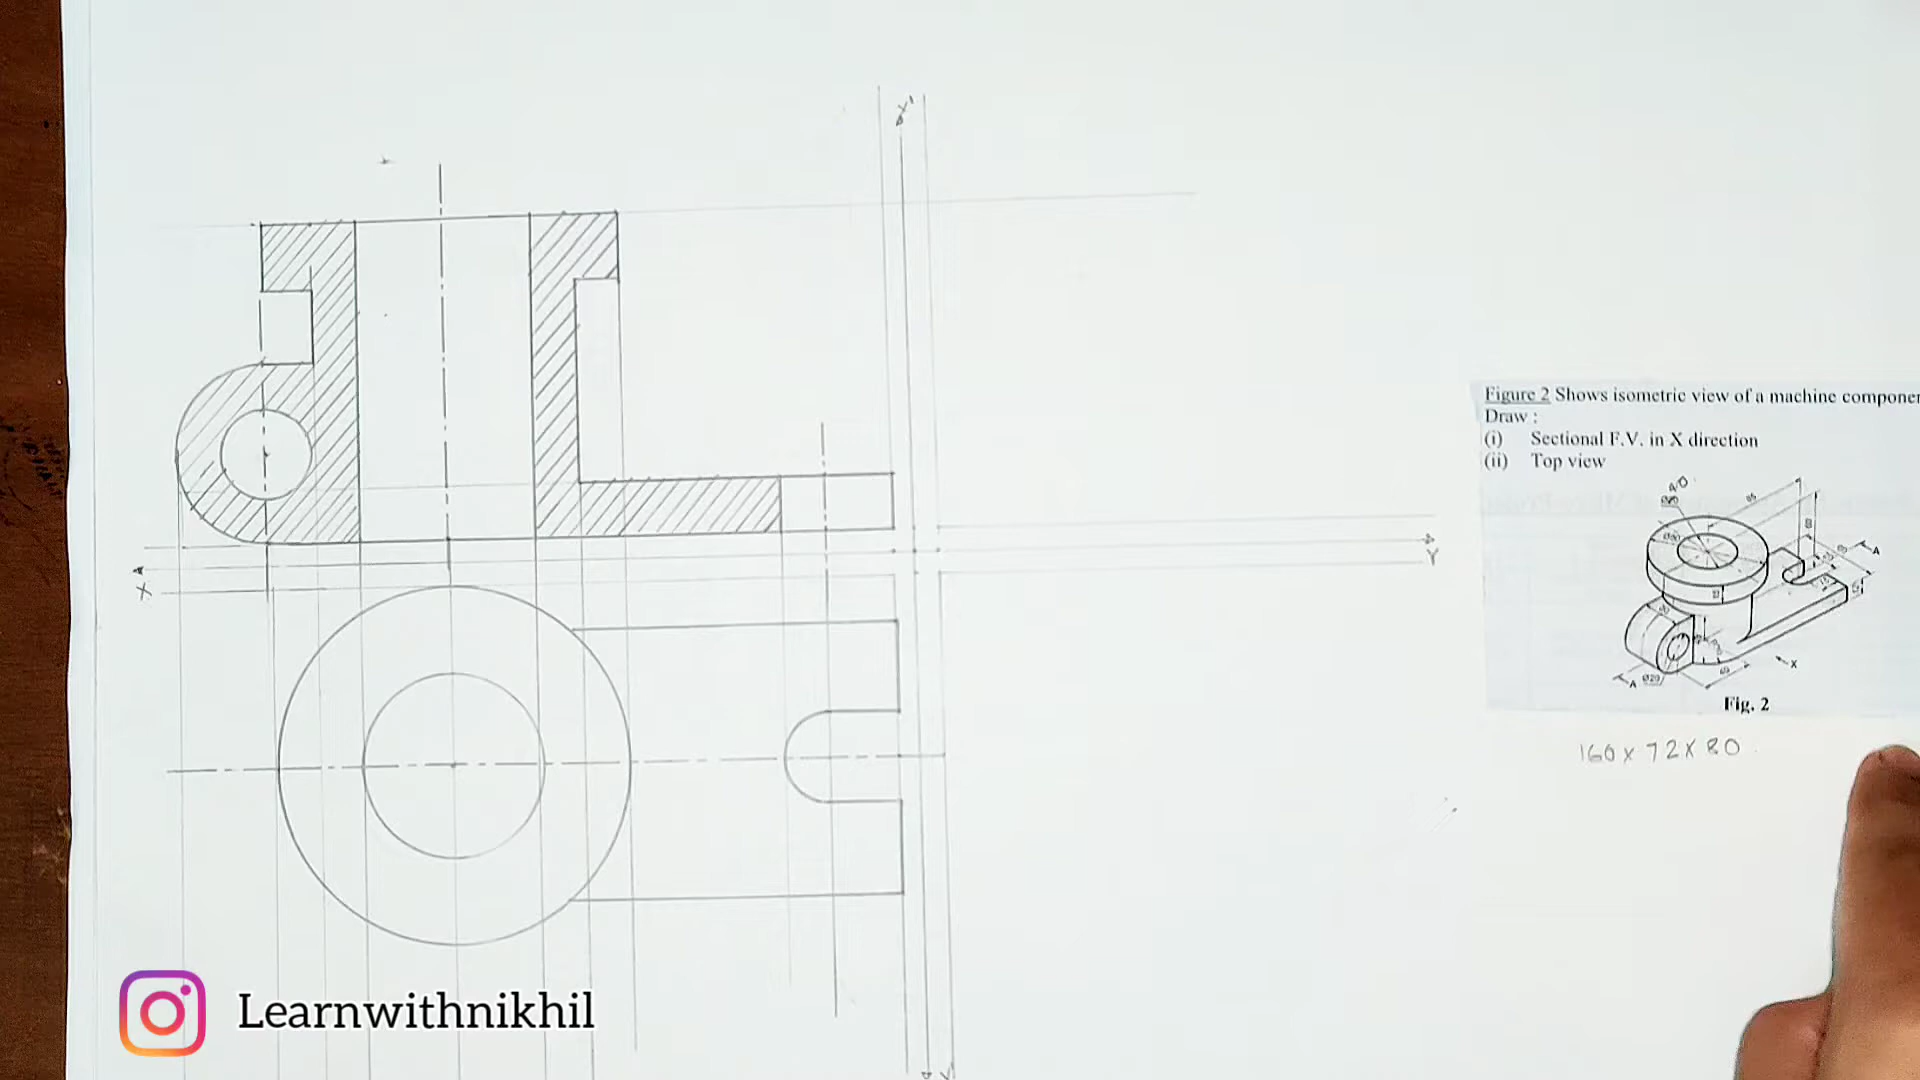 X'
X
Y
Figure 2 Shows isometric view of a machine
Draw :
(i) Sectional F.V. in X direction
(ii) Top view
A
X
A Ø20
Fig. 2
160 x 72 x 80
Learnwithnikhil